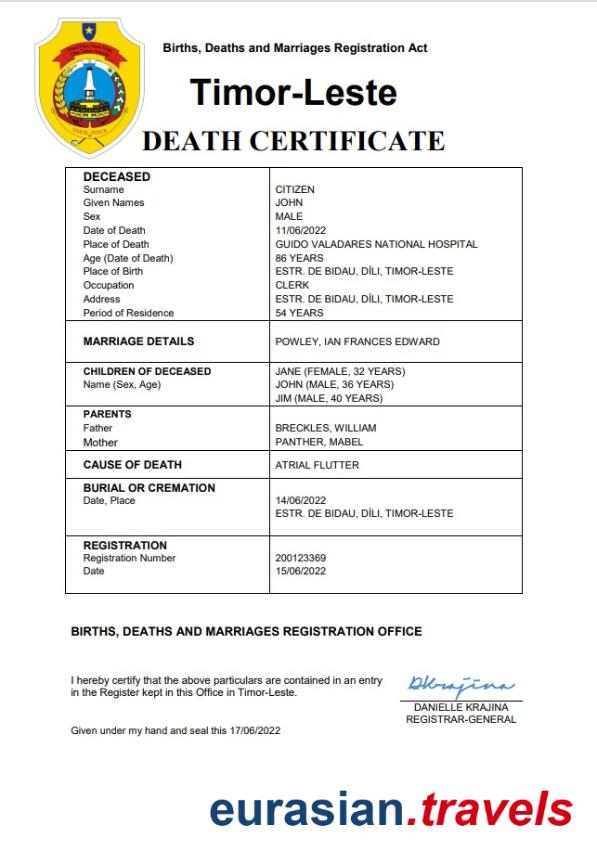 Births, Deaths and Marriages Registration Act
Timor-Leste
DEATH CERTIFICATE
TIMOR TIMUR
DECEASED
Surname CITIZEN
Given Names JOHN
Sex MALE
Date of Death 11/06/2022
Place of Death GUIDO VALADARES NATIONAL HOSPITAL
Age (Date of Death) 86 YEARS
Place of Birth ESTR. DE BIDAU, DÍLI, TIMOR-LESTE
Occupation CLERK
Address ESTR. DE BIDAU, DÍLI, TIMOR-LESTE
Period of Residence 54 YEARS
MARRIAGE DETAILS POWLEY, IAN FRANCES EDWARD
CHILDREN OF DECEASED JANE (FEMALE, 32 YEARS)
Name (Sex, Age) JOHN (MALE, 36 YEARS)
JIM (MALE, 40 YEARS)
PARENTS
Father BRECKLES, WILLIAM
Mother PANTHER, MABEL
CAUSE OF DEATH ATRIAL FLUTTER
BURIAL OR CREMATION
Date, Place 14/06/2022
ESTR. DE BIDAU, DÍLI, TIMOR-LESTE
REGISTRATION
Registration Number 200123369
Date 15/06/2022
BIRTHS, DEATHS AND MARRIAGES REGISTRATION OFFICE
I hereby certify that the above particulars are contained in an entry
in the Register kept in this Office in Timor-Leste.
DKrajina
DANIELLE KRAJINA
REGISTRAR-GENERAL
Given under my hand and seal this 17/06/2022
eurasian.travels